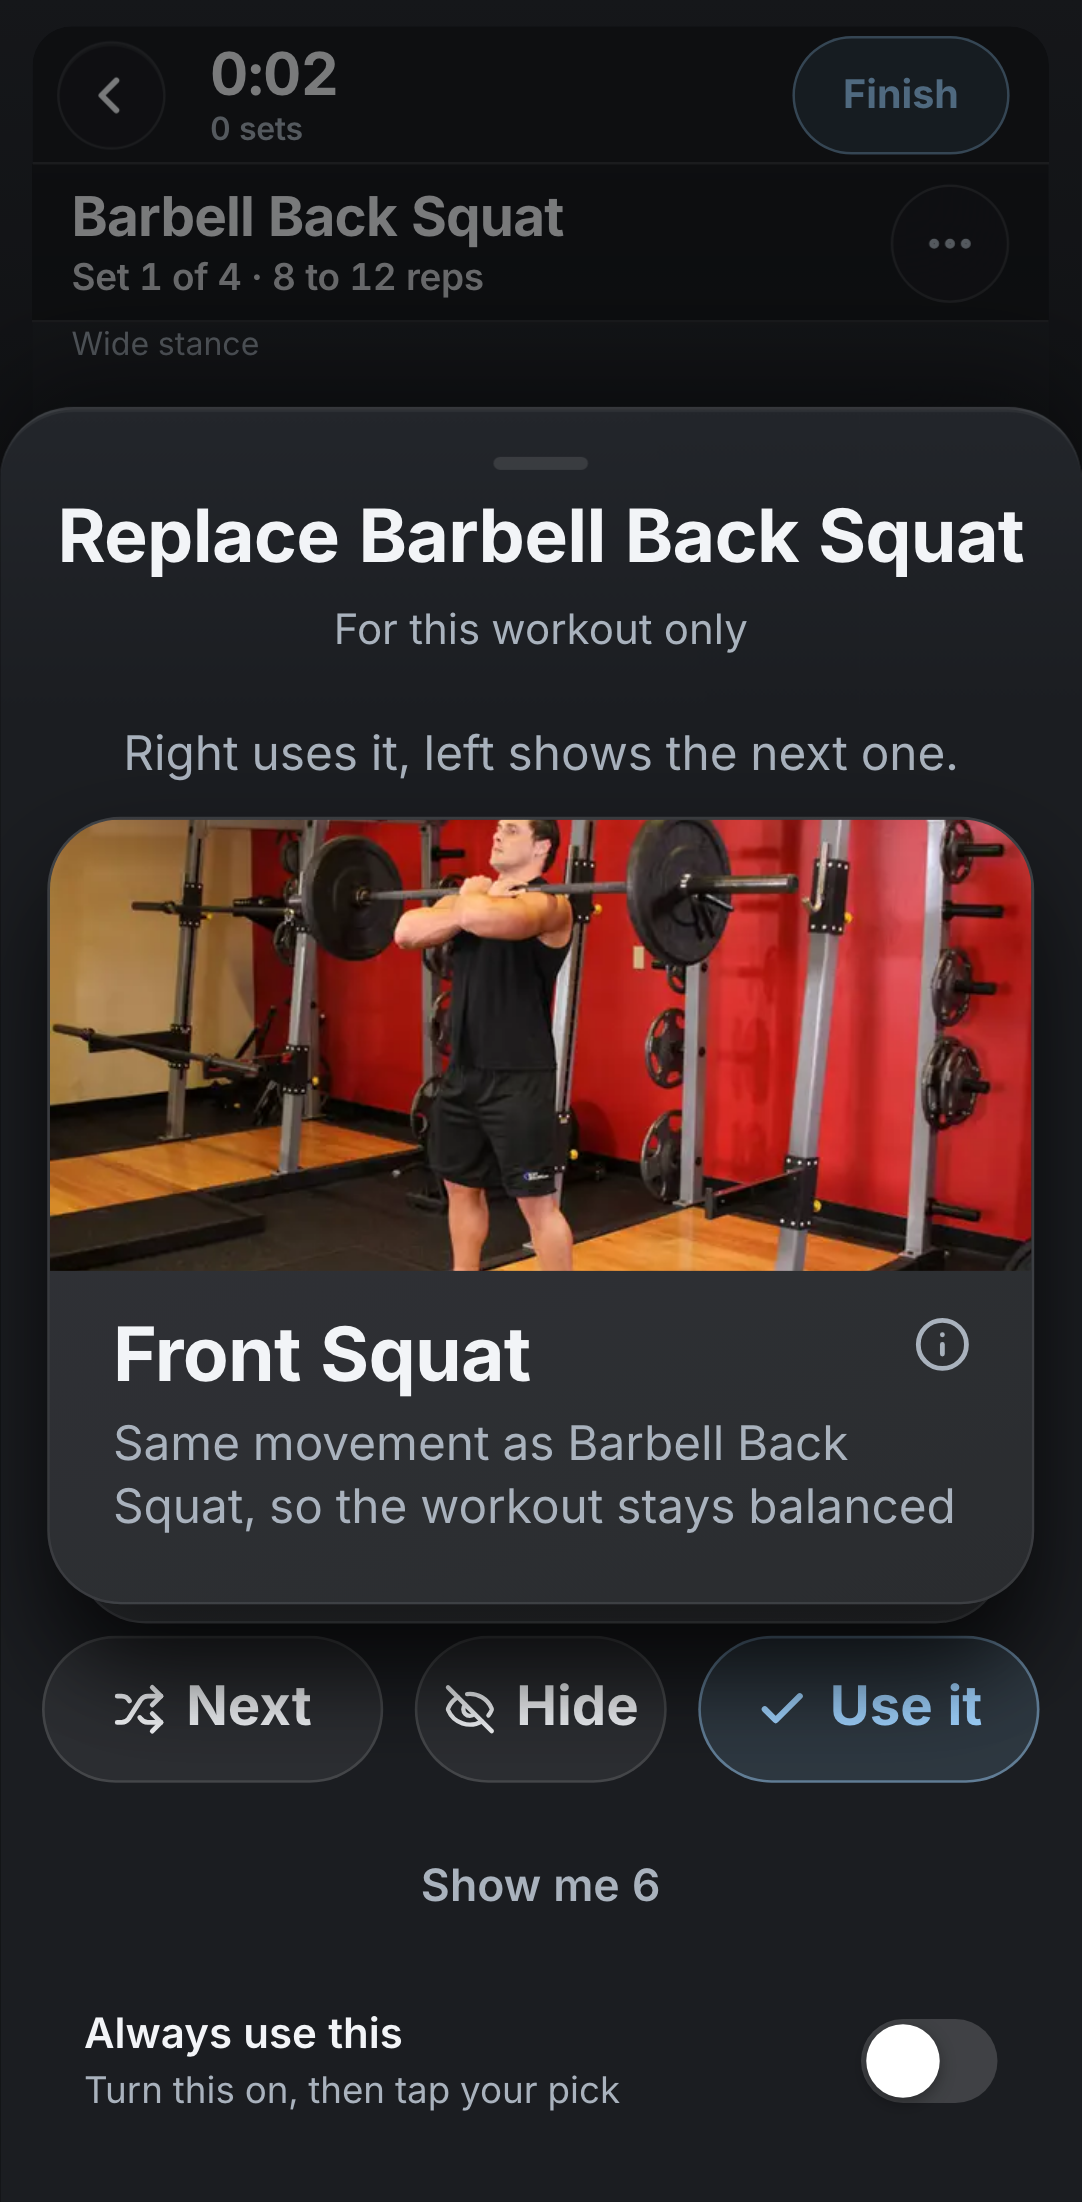 0:02
0 sets
Finish
Barbell Back Squat
Set 1 of 4 · 8 to 12 reps
Wide stance
Replace Barbell Back Squat
For this workout only
Right uses it, left shows the next one.
Front Squat
Same movement as Barbell Back
Squat, so the workout stays balanced
Next
Hide
Use it
Show me 6
Always use this
Turn this on, then tap your pick